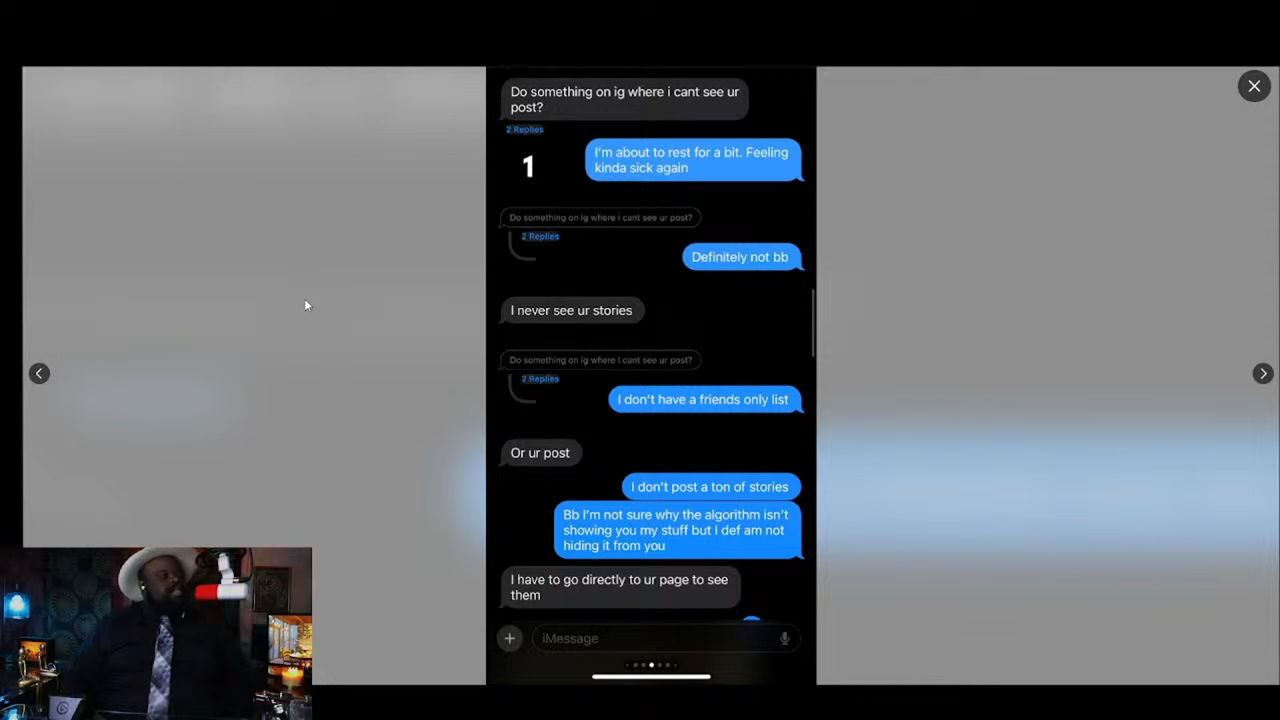 Do something on ig where i cant see ur
post?
2 Replies
1
I'm about to rest for a bit. Feeling
kinda sick again
Do something on ig where i cant see ur post?
2 Replies
Definitely not bb
I never see ur stories
Do something on ig where i cant see ur post?
2 Replies
I don't have a friends only list
Or ur post
I don't post a ton of stories
Bb I'm not sure why the algorithm isn't
showing you my stuff but I def am not
hiding it from you
I have to go directly to ur page to see
them
iMessage